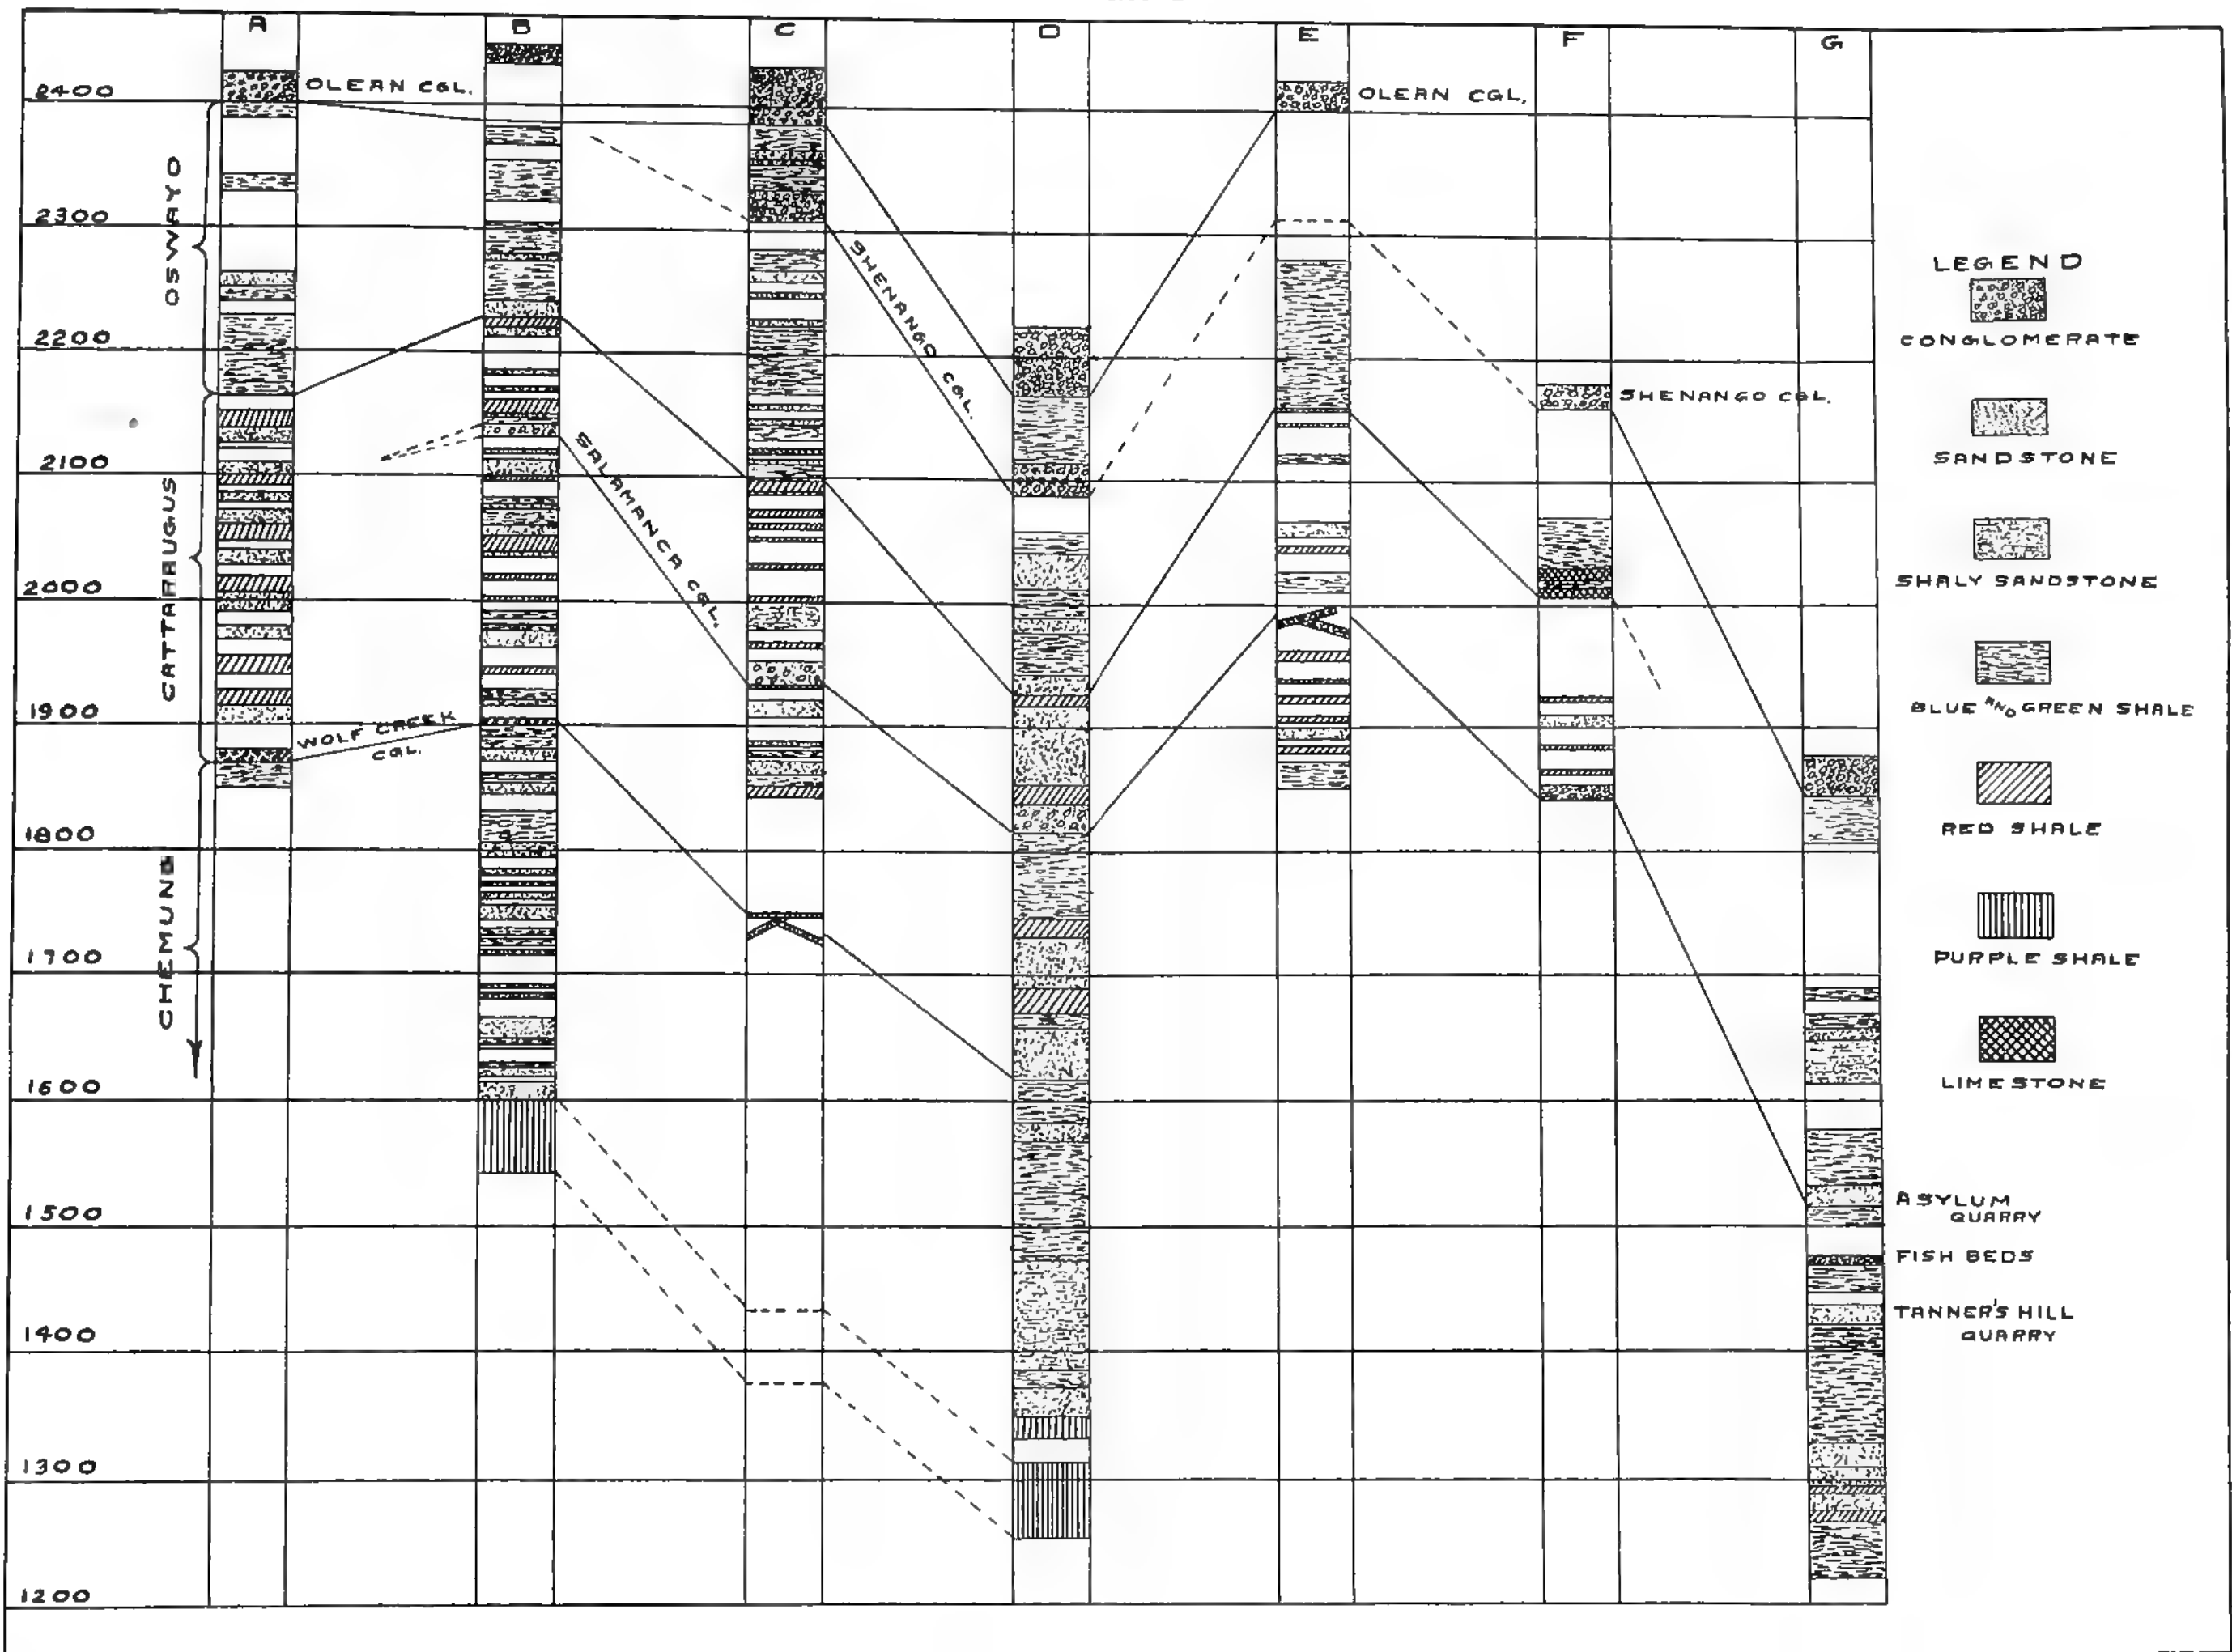 A B C D E F G
2400
2300
2200
2100
2000
1900
1800
1700
1600
1500
1400
1300
1200
OSWAYO
CATTARAUGUS
CHEMUNG
OLEAN CGL.
WOLF CREEK
CGL.
SALAMANCA CGL.
SHENANGO CGL.
OLEAN CGL.
SHENANGO CGL.
ASYLUM
QUARRY
FISH BEDS
TANNER'S HILL
QUARRY
LEGEND
CONGLOMERATE
SANDSTONE
SHALY SANDSTONE
BLUE AND GREEN SHALE
RED SHALE
PURPLE SHALE
LIMESTONE